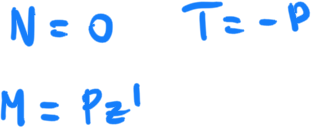 N = 0 T = -P
M = Pz'